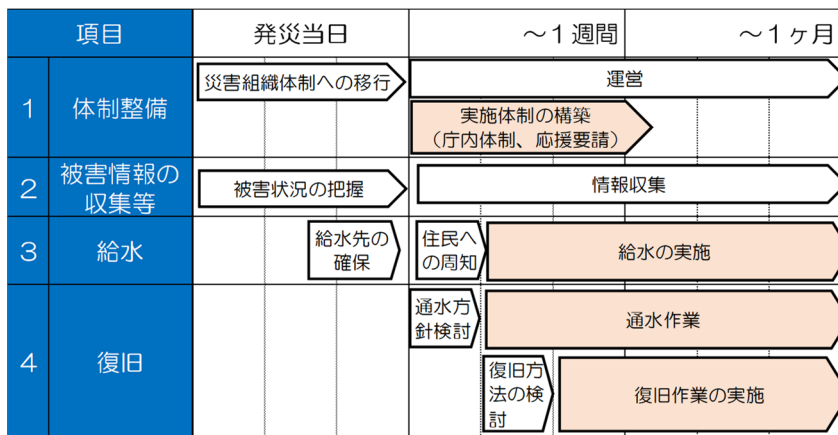 項目
発災当日
～1週間
～1ヶ月
1
体制整備
災害組織体制への移行
運営
実施体制の構築
（庁内体制、応援要請）
2
被害情報の
収集等
被害状況の把握
情報収集
3
給水
給水先の
確保
住民へ
の周知
給水の実施
4
復旧
通水方
針検討
通水作業
復旧方
法の検
討
復旧作業の実施